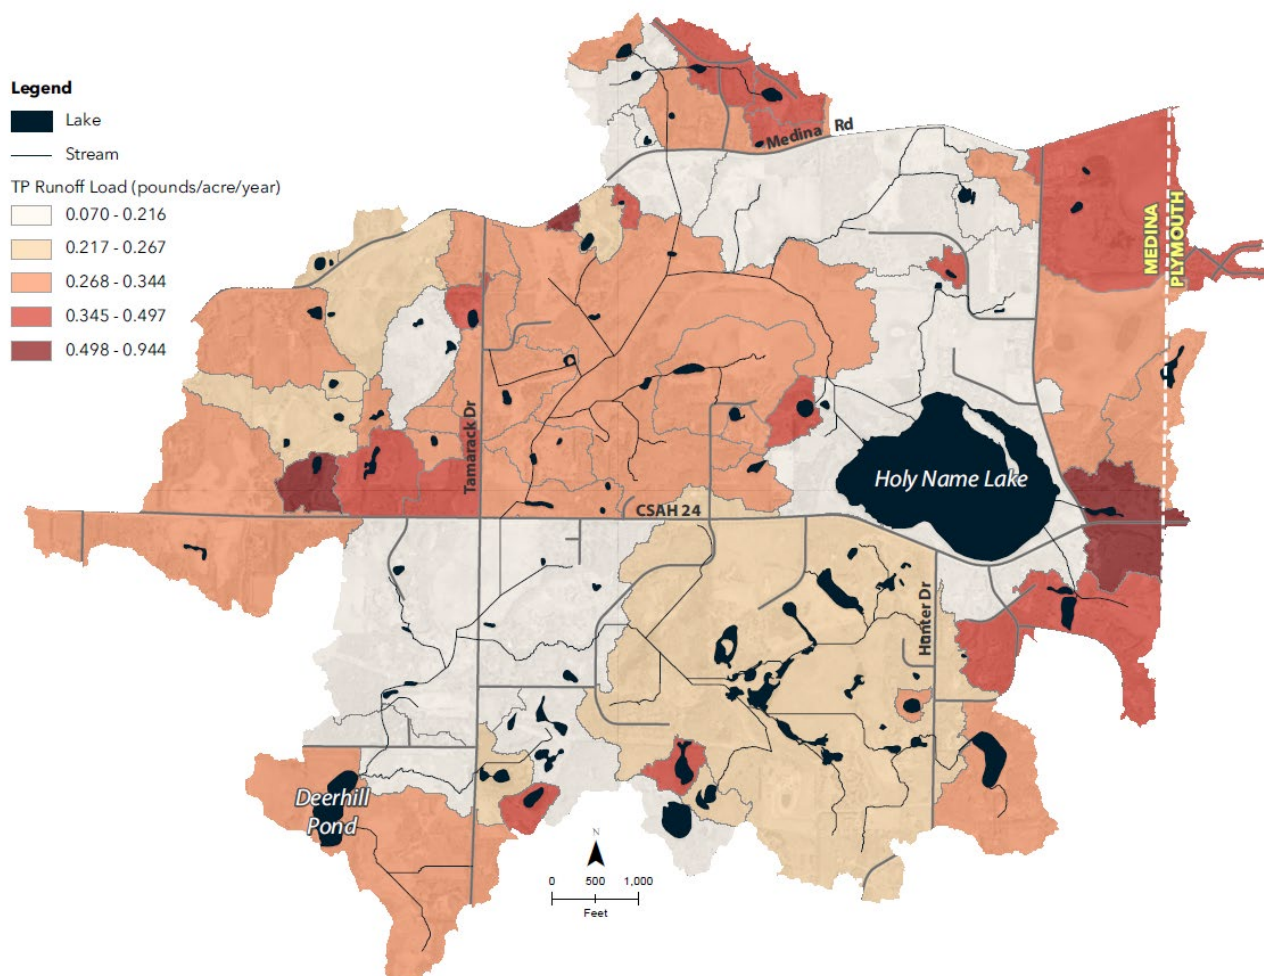 Legend
Lake
Stream
TP Runoff Load (pounds/acre/year)
0.070 - 0.216
0.217 - 0.267
0.268 - 0.344
0.345 - 0.497
0.498 - 0.944
Medina Rd
MEDINA
PLYMOUTH
Tamarack Dr
Holy Name Lake
CSAH 24
Hunter Dr
Deerhill
Pond
N
0 500 1,000
Feet